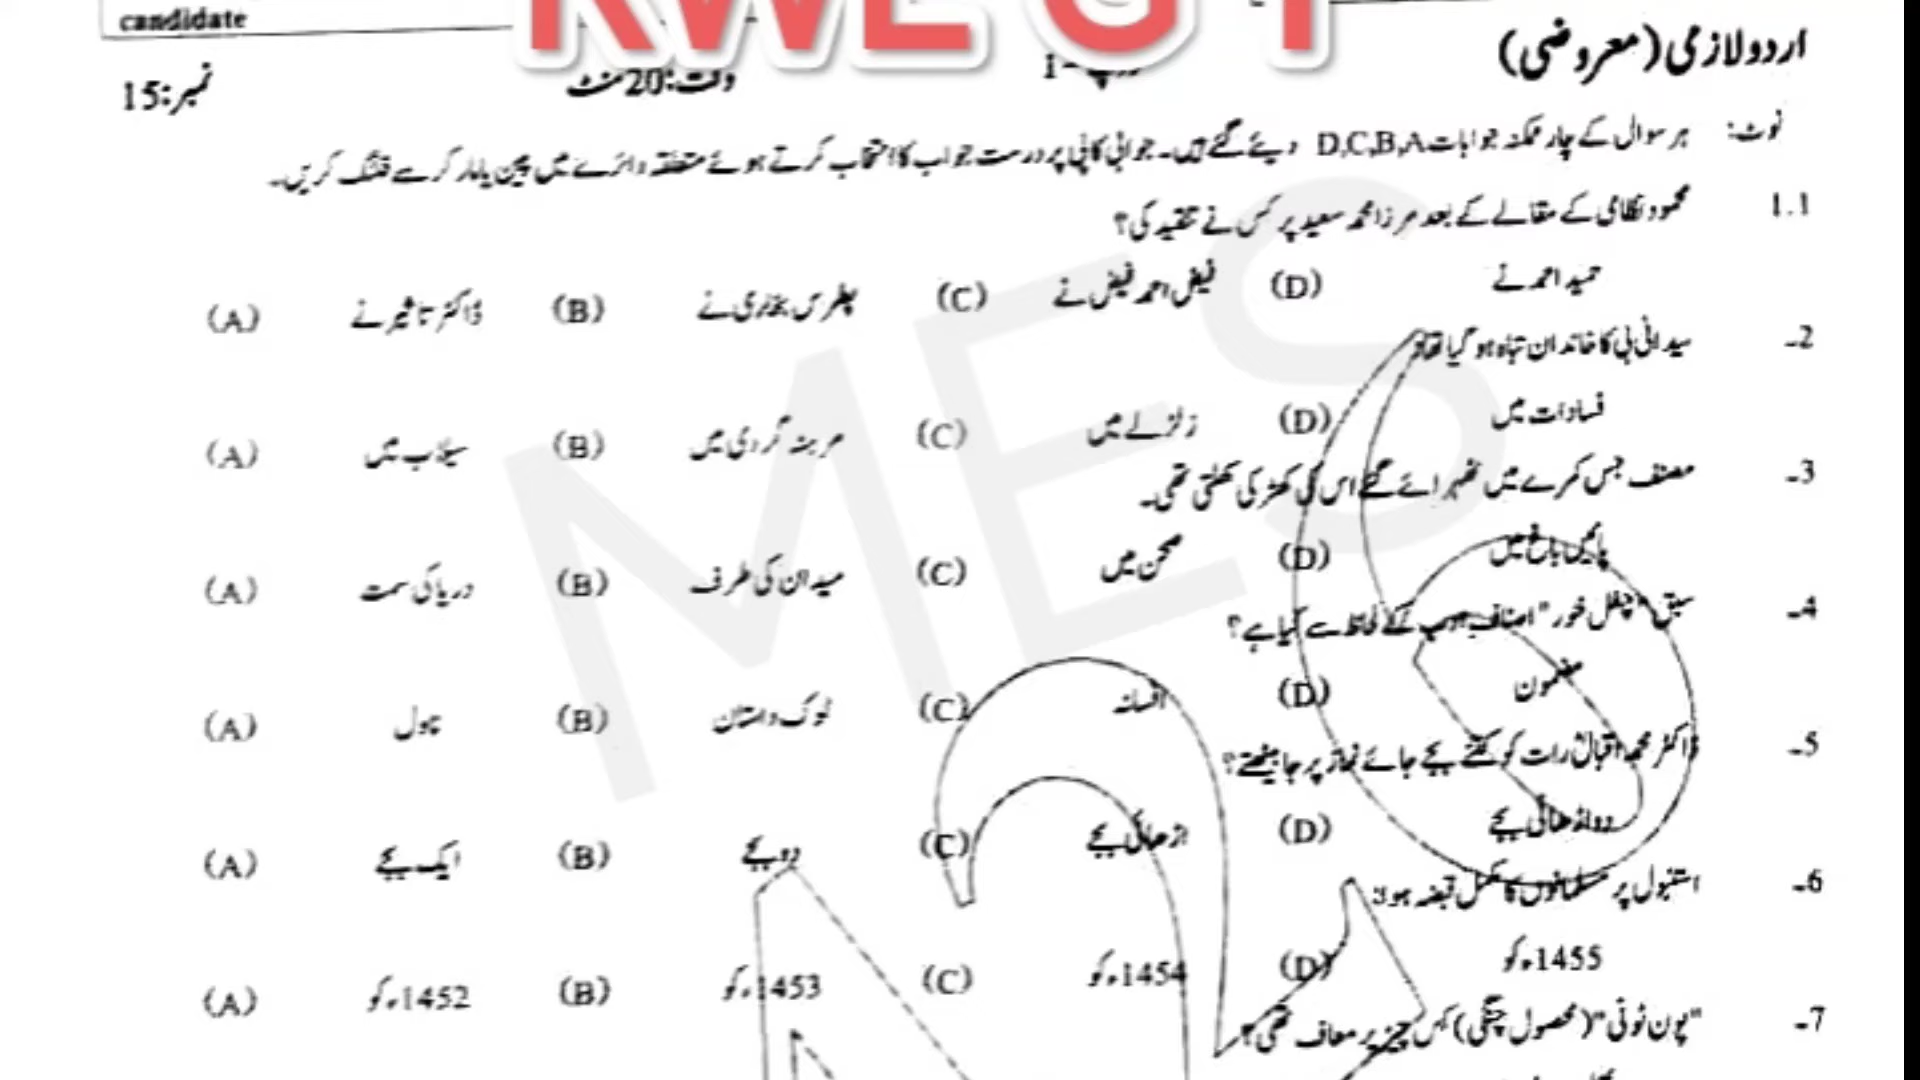 candidate
RWL G 1
اردو لازمی (معروضی)
پرچہ - 1
وقت: 20 منٹ
نمبر: 15
نوٹ: ہر سوال کے چار ممکنہ جوابات D,C,B,A دیئے گئے ہیں۔ جوابی کاپی پر درست جواب کا انتخاب کرتے ہوئے متعلقہ دائرے میں پین یا مارکر سے فلنگ کریں۔
1.1 محمود نظامی کے مقالے کے بعد مرزا محمد سعید پر کس نے تنقید کی؟
(A) ڈاکٹر تاثیر نے (B) پطرس بخاری نے (C) فیض احمد فیض نے (D) حمید احمد نے
2۔ سیدانی بی کا خاندان تباہ ہو گیا تھا:
(A) سیلاب میں (B) مرہٹہ گردی میں (C) زلزلے میں (D) فسادات میں
3۔ مصنف جس کمرے میں ٹھہرائے گئے اس کی کھڑکی کھلتی تھی۔
(A) دریا کی سمت (B) میدان کی طرف (C) صحن میں (D) پائیں باغ میں
4۔ سبق "چغل خور" اصنافِ ادب کے لحاظ سے کیا ہے؟
(A) ناول (B) لوک داستان (C) افسانہ (D) مضمون
5۔ ڈاکٹر محمد اقبالؒ رات کو کتنے بجے جائے نماز پر جا بیٹھتے؟
(A) ایک بجے (B) دو بجے (C) اڑھائی بجے (D) دو اڑھائی بجے
6۔ استنبول پر مسلمانوں کا مکمل قبضہ ہوا:
(A) 1452ء کو (B) 1453ء کو (C) 1454ء کو (D) 1455ء کو
7۔ "پون ٹوٹی" (محصول چنگی) کس چیز پر معاف تھی؟
MES